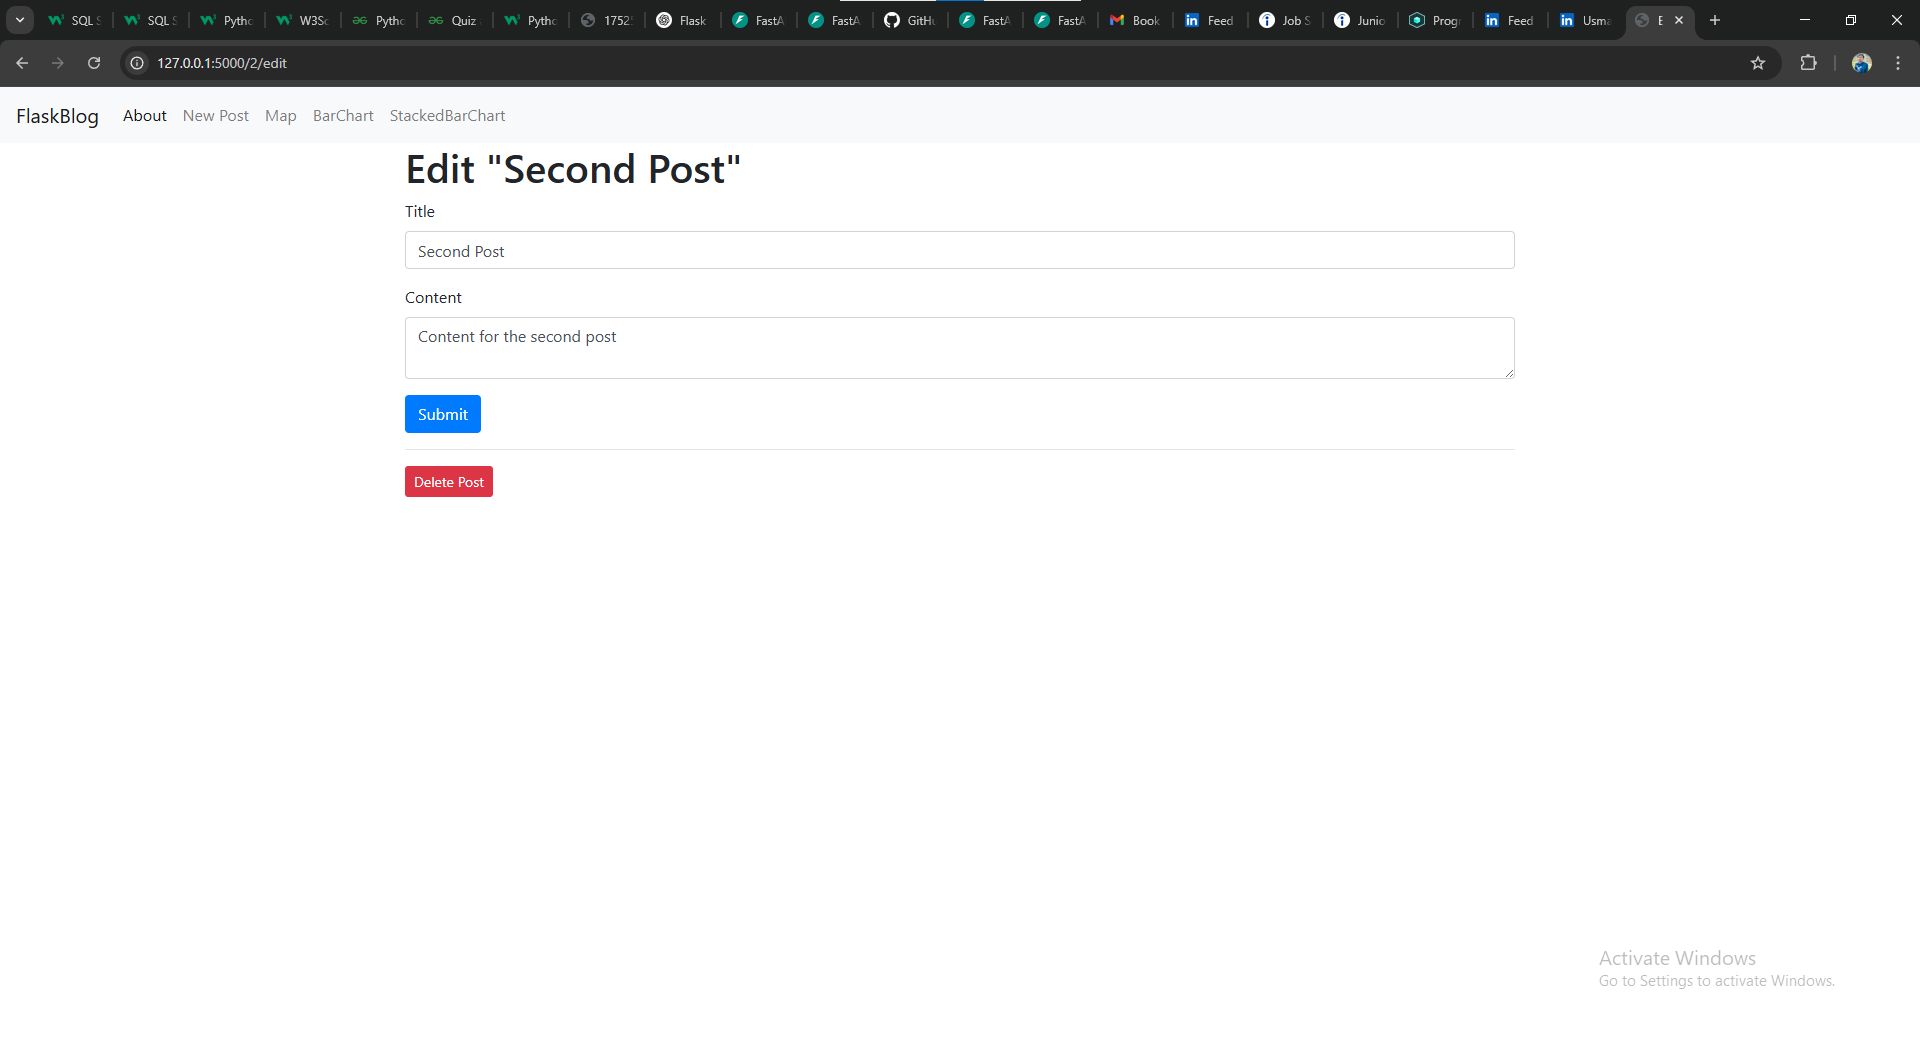 SQL SQL Pytho W3Sc Pytho Quiz Pytho 1752 Flask FastA FastA GitHu FastA FastA Book Feed Job S Junio Progr Feed Usma E
127.0.0.1:5000/2/edit
FlaskBlog About New Post Map BarChart StackedBarChart
Edit "Second Post"
Title
Second Post
Content
Content for the second post
Submit
Delete Post
Activate Windows
Go to Settings to activate Windows.